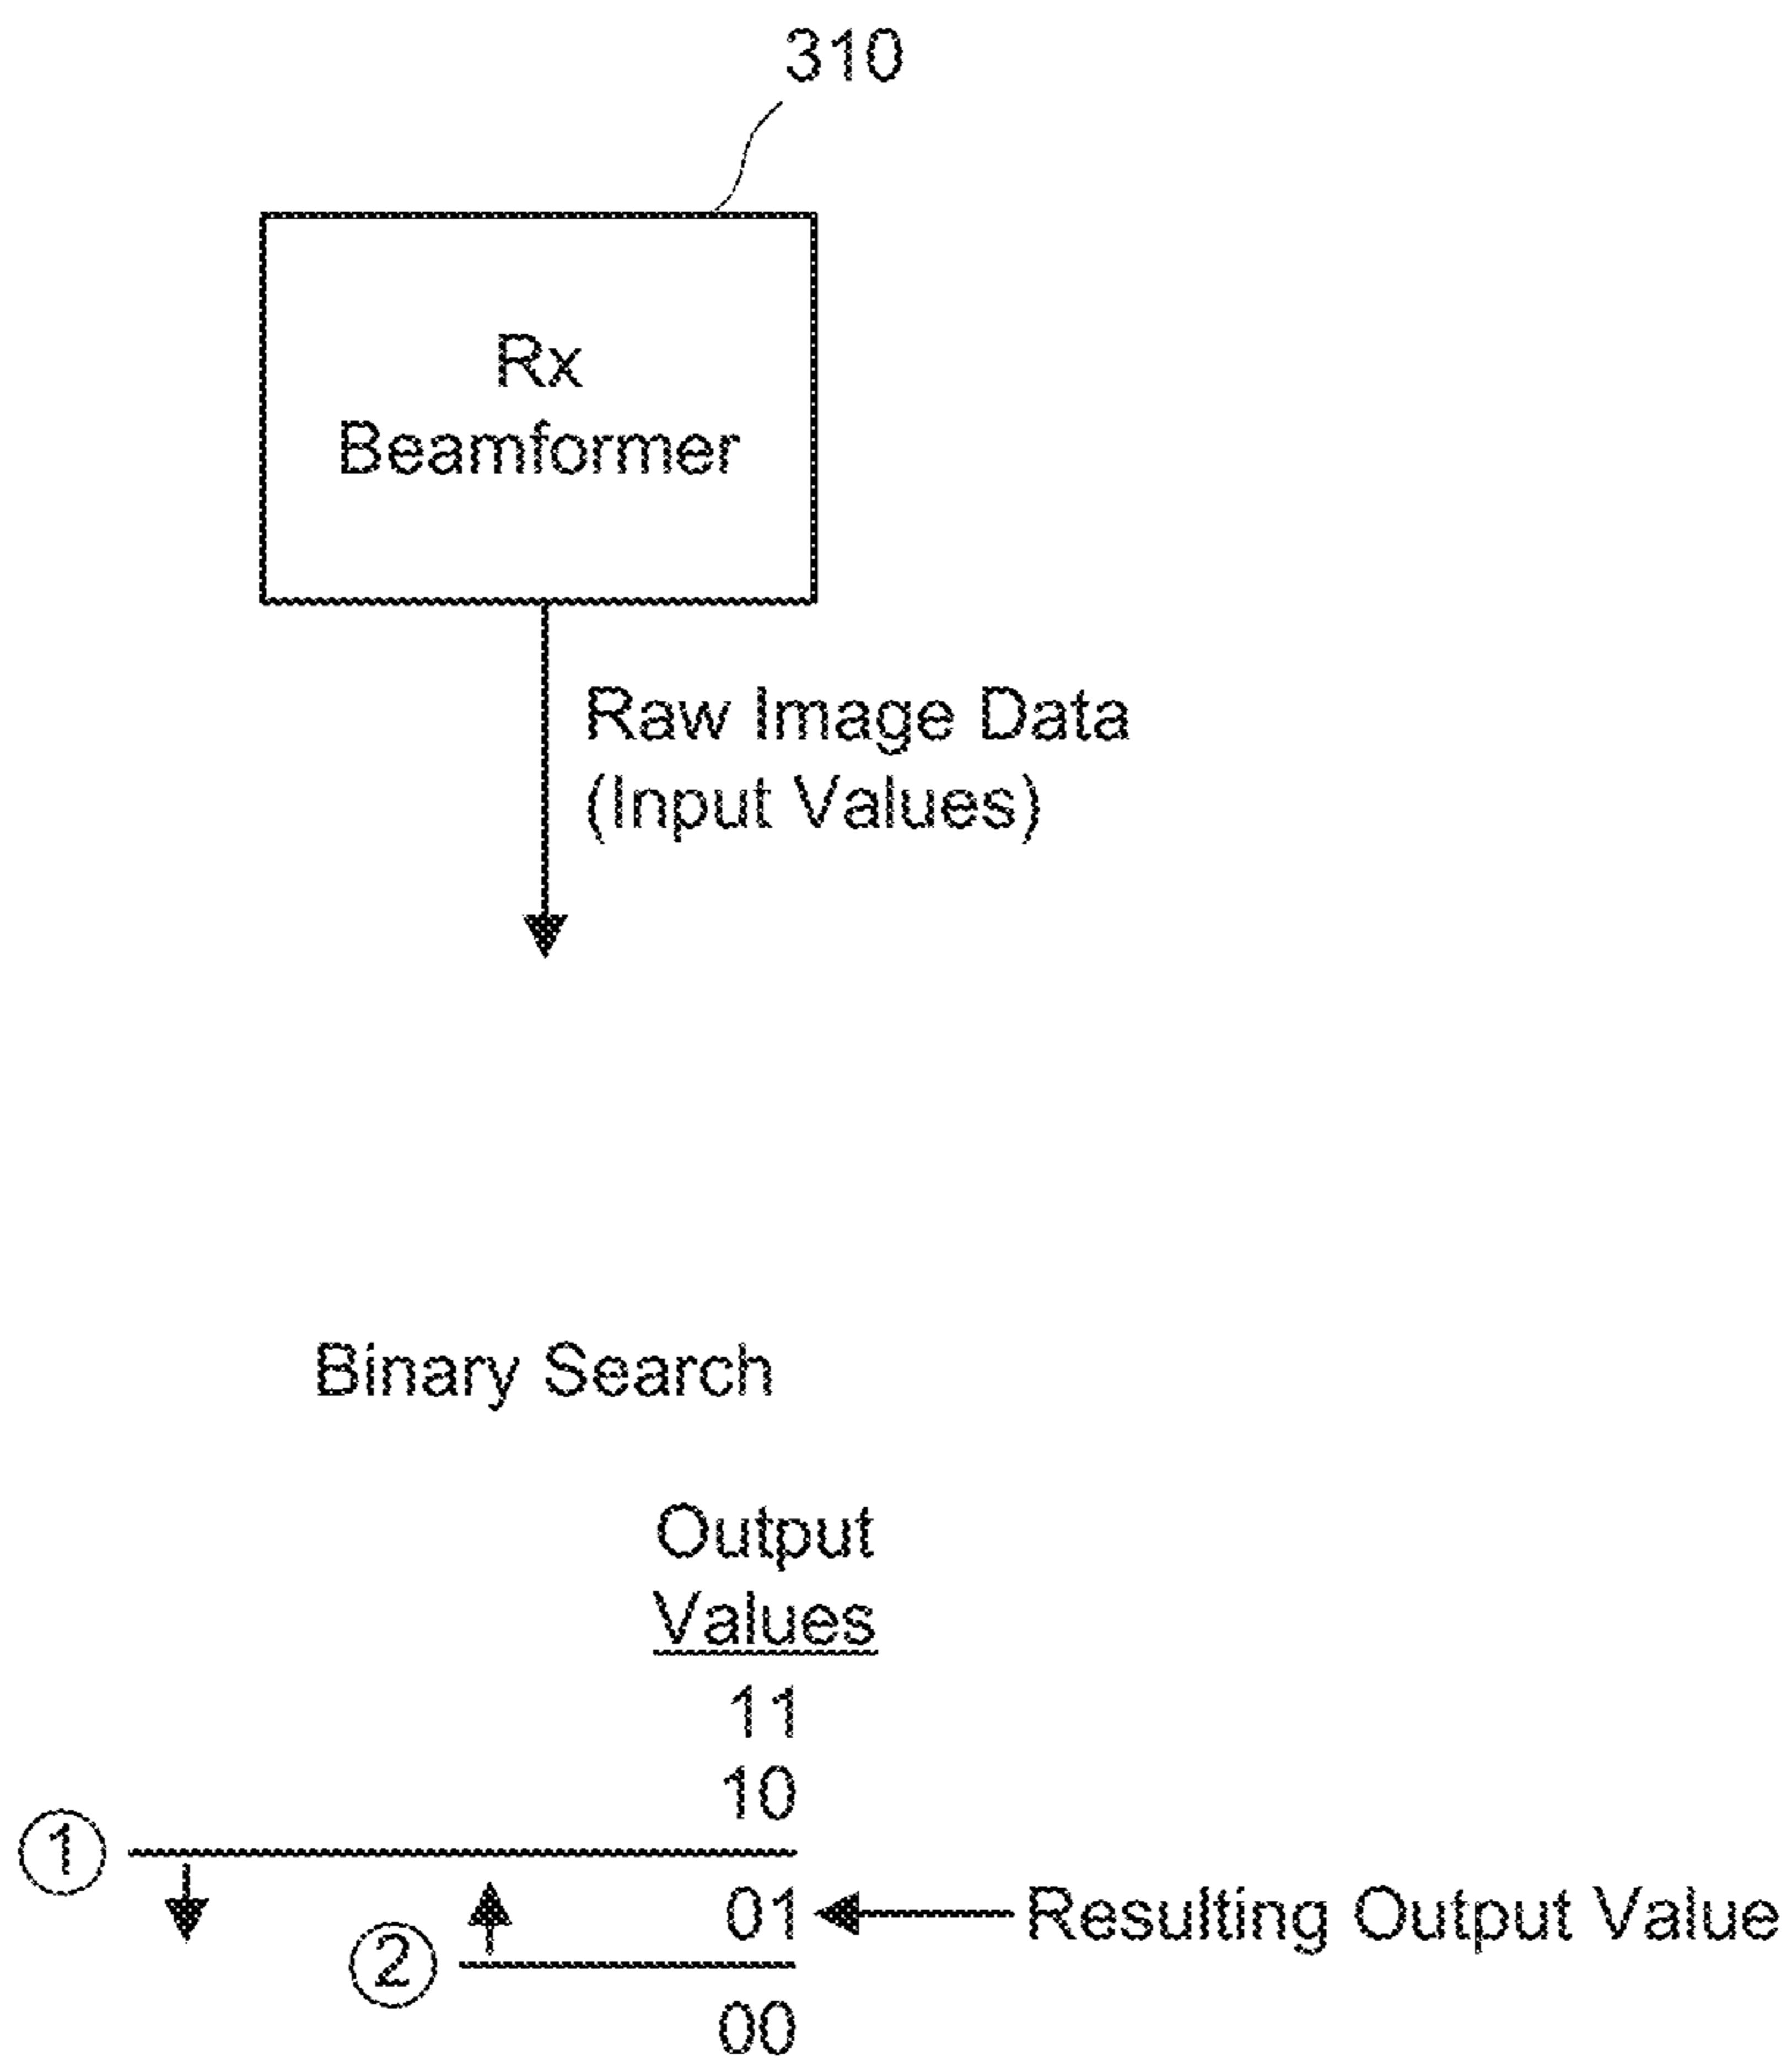 310
Rx
Beamformer
Raw Image Data
(Input Values)
Binary Search
Output
Values
11
10
1
01
Resulting Output Value
2
00